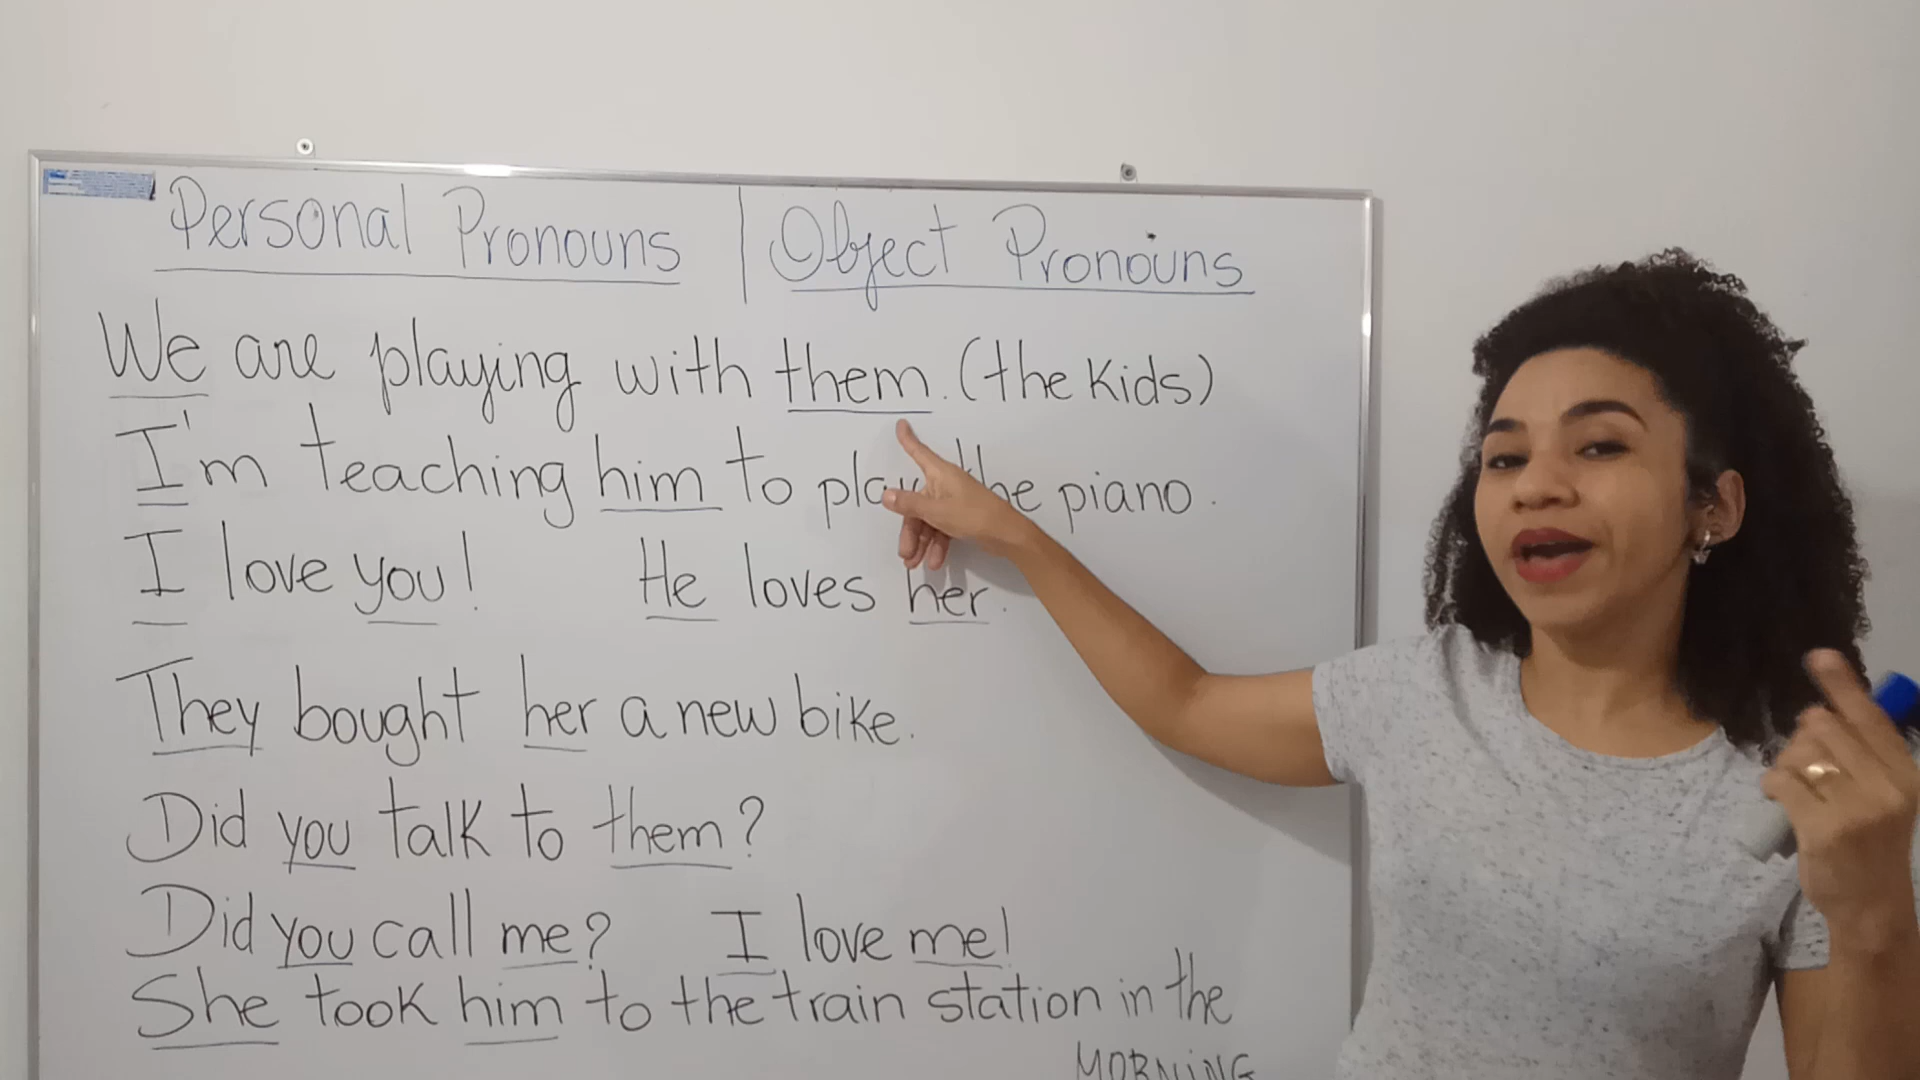 Personal Pronouns | Object Pronouns
We are playing with them. (the kids)
I'm teaching him to play the piano.
I love you! He loves her.
They bought her a new bike.
Did you talk to them?
Did you call me? I love me!
She took him to the train station in the
MORNiNG